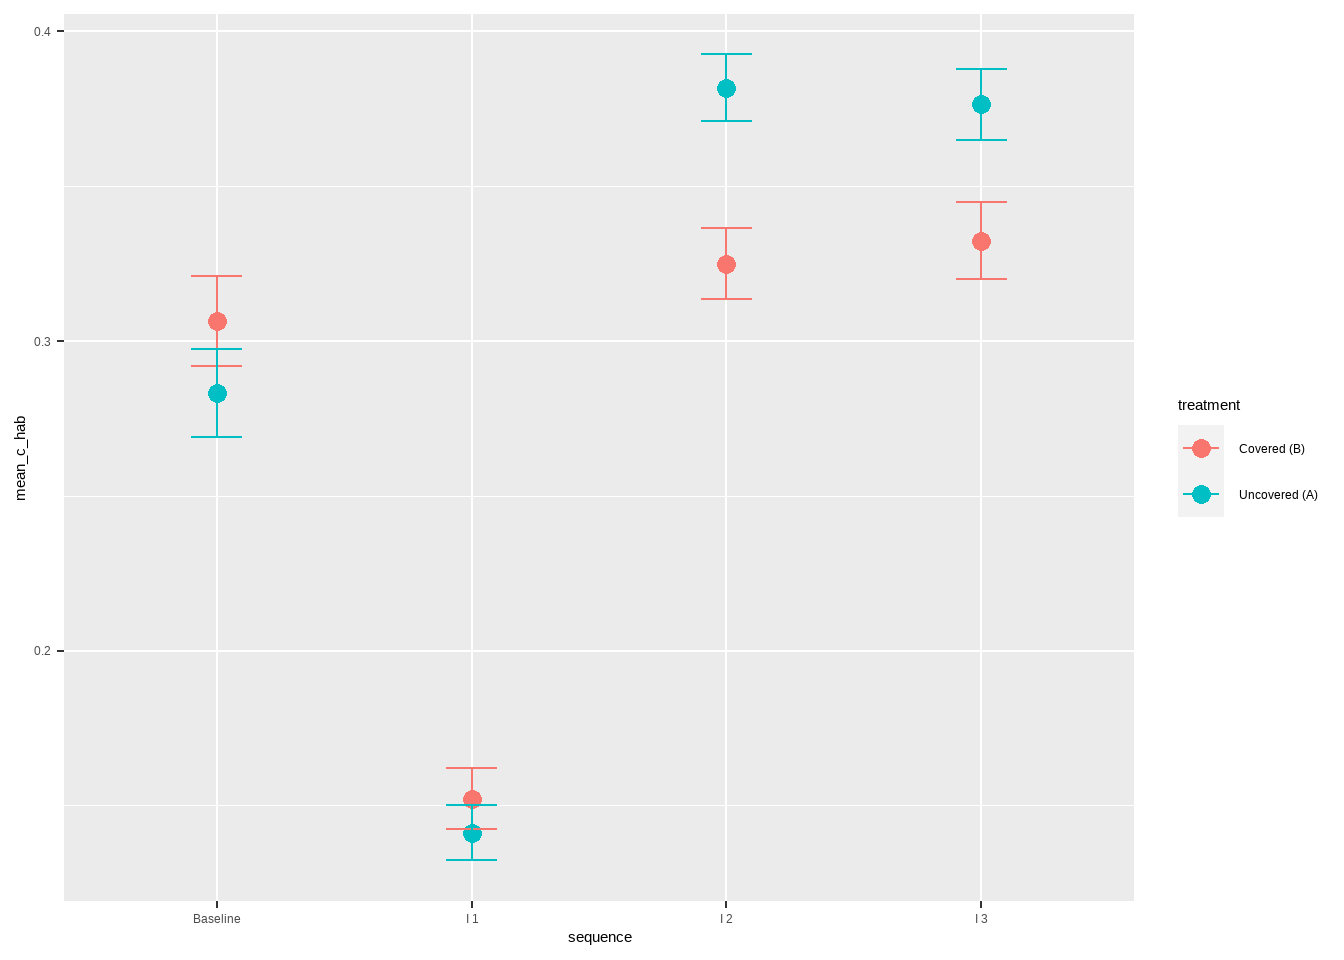 0.4
0.3
0.2
mean_c_hab
Baseline
I 1
I 2
I 3
sequence
treatment
Covered (B)
Uncovered (A)